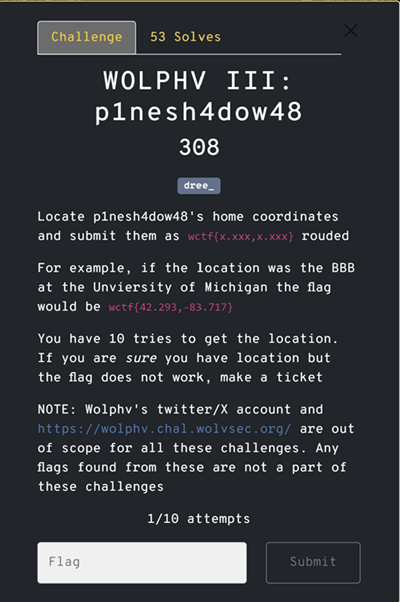 Challenge
53 Solves
WOLPHV III:
p1nesh4dow48
308
dree_
Locate p1nesh4dow48's home coordinates
and submit them as wctf{x.xxx,x.xxx} rouded
For example, if the location was the BBB
at the Unviersity of Michigan the flag
would be wctf{42.293,-83.717}
You have 10 tries to get the location.
If you are sure you have location but
the flag does not work, make a ticket
NOTE: Wolphv's twitter/X account and
https://wolphv.chal.wolvsec.org/ are out
of scope for all these challenges. Any
flags found from these are not a part of
these challenges
1/10 attempts
Flag
Submit